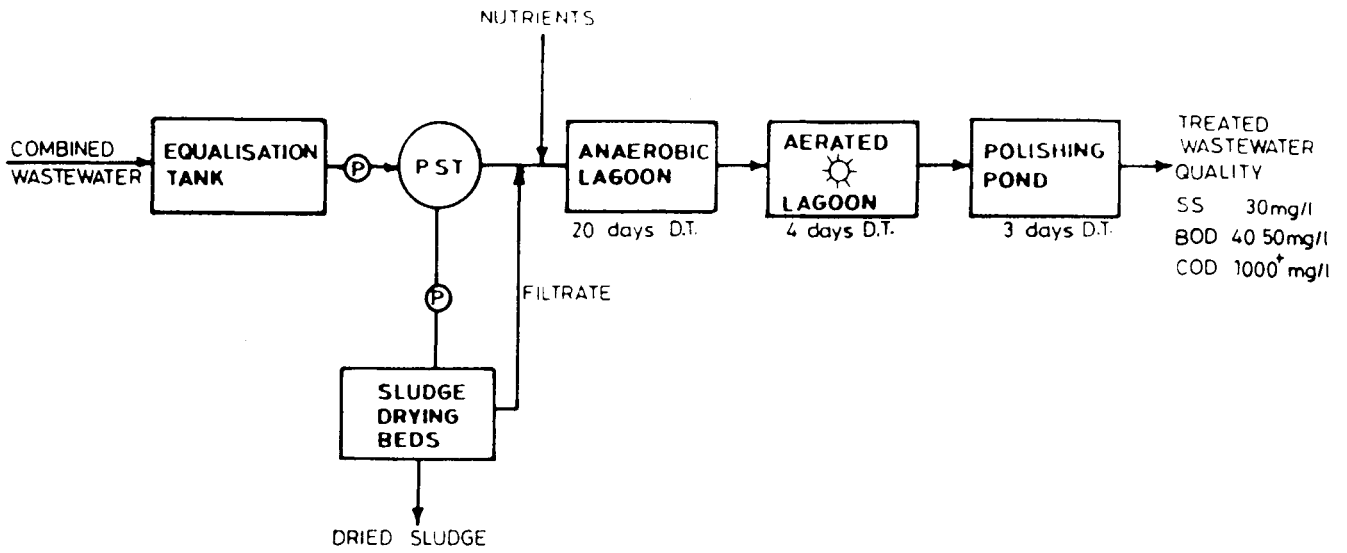 NUTRIENTS
COMBINED
WASTEWATER
EQUALISATION
TANK
P
PST
ANAEROBIC
LAGOON
20 days D.T.
AERATED
LAGOON
4 days D.T.
POLISHING
POND
3 days D.T.
TREATED
WASTEWATER
QUALITY
SS 30mg/l
BOD 40 50mg/l
COD 1000+ mg/l
P
FILTRATE
SLUDGE
DRYING
BEDS
DRIED SLUDGE